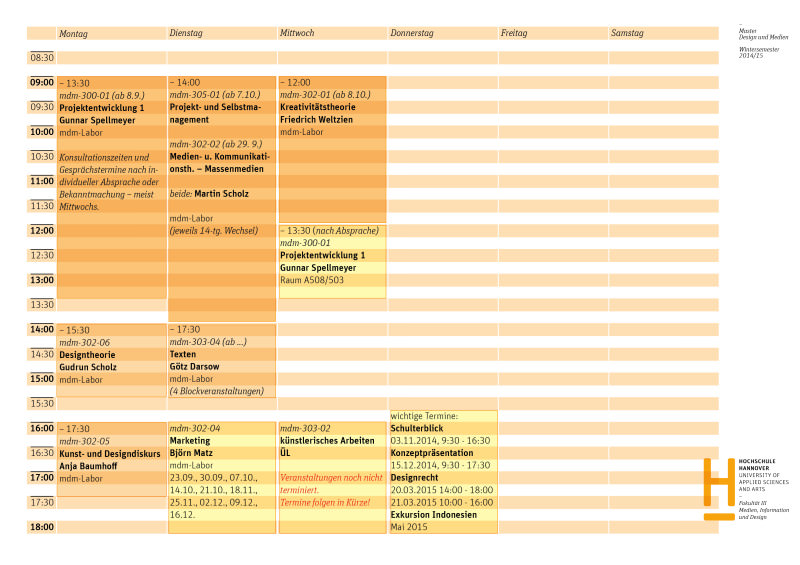 Montag
Dienstag
Mittwoch
Donnerstag
Freitag
Samstag
–
Master
Design und Medien
Wintersemester
2014/15
08:30
09:00
09:30
10:00
10:30
11:00
11:30
12:00
12:30
13:00
13:30
14:00
14:30
15:00
15:30
16:00
16:30
17:00
17:30
18:00
– 13:30
mdm-300-01 (ab 8.9.)
Projektentwicklung 1
Gunnar Spellmeyer
mdm-Labor
Konsultationszeiten und
Gesprächstermine nach in-
dividueller Absprache oder
Bekanntmachung – meist
Mittwochs.
– 15:30
mdm-302-06
Designtheorie
Gudrun Scholz
mdm-Labor
– 17:30
mdm-302-05
Kunst- und Designdiskurs
Anja Baumhoff
mdm-Labor
– 14:00
mdm-305-01 (ab 7.10.)
Projekt- und Selbstma-
nagement
mdm-302-02 (ab 29. 9.)
Medien- u. Kommunikati-
onsth. – Massenmedien
beide: Martin Scholz
mdm-Labor
(jeweils 14-tg. Wechsel)
– 17:30
mdm-303-04 (ab ...)
Texten
Götz Darsow
mdm-Labor
(4 Blockveranstaltungen)
mdm-302-04
Marketing
Björn Matz
mdm-Labor
23.09., 30.09., 07.10.,
14.10., 21.10., 18.11.,
25.11., 02.12., 09.12.,
16.12.
– 12:00
mdm-302-01 (ab 8.10.)
Kreativitätstheorie
Friedrich Weltzien
mdm-Labor
– 13:30 (nach Absprache)
mdm-300-01
Projektentwicklung 1
Gunnar Spellmeyer
Raum A508/503
mdm-303-02
künstlerisches Arbeiten
ÜL
Veranstaltungen noch nicht
terminiert.
Termine folgen in Kürze!
wichtige Termine:
Schulterblick
03.11.2014, 9:30 - 16:30
Konzeptpräsentation
15.12.2014, 9:30 - 17:30
Designrecht
20.03.2015 14:00 - 18:00
21.03.2015 10:00 - 16:00
Exkursion Indonesien
Mai 2015
HOCHSCHULE
HANNOVER
UNIVERSITY OF
APPLIED SCIENCES
AND ARTS
–
Fakultät III
Medien, Information
und Design